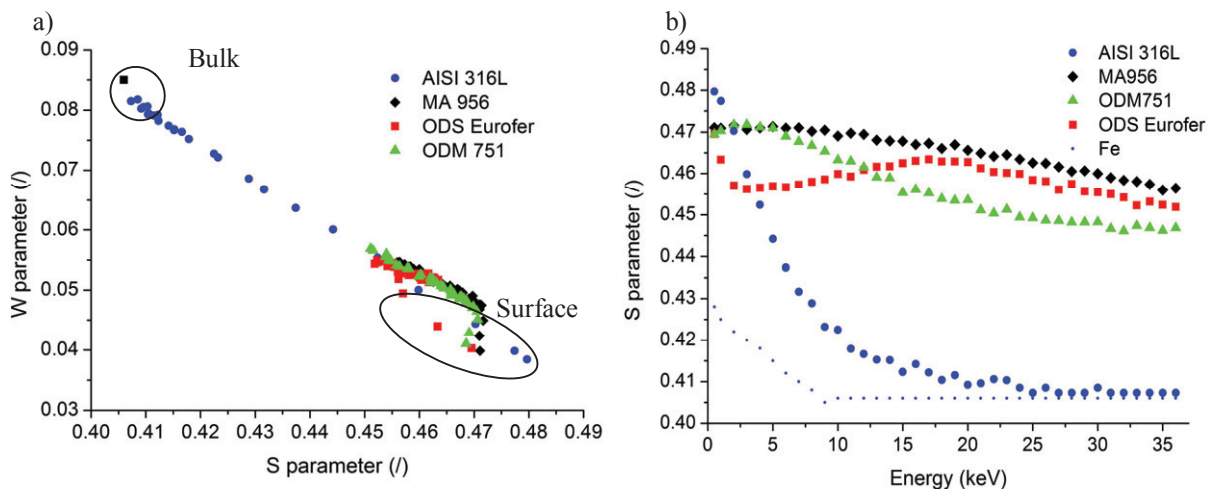 a)
0.09
0.08
0.07
0.06
0.05
0.04
0.03
W parameter (/)
Bulk
AISI 316L
MA 956
ODS Eurofer
ODM 751
Surface
0.40 0.41 0.42 0.43 0.44 0.45 0.46 0.47 0.48 0.49
S parameter (/)
b)
0.49
0.48
0.47
0.46
0.45
0.44
0.43
0.42
0.41
0.40
S parameter (/)
AISI 316L
MA956
ODM751
ODS Eurofer
Fe
0 5 10 15 20 25 30 35
Energy (keV)